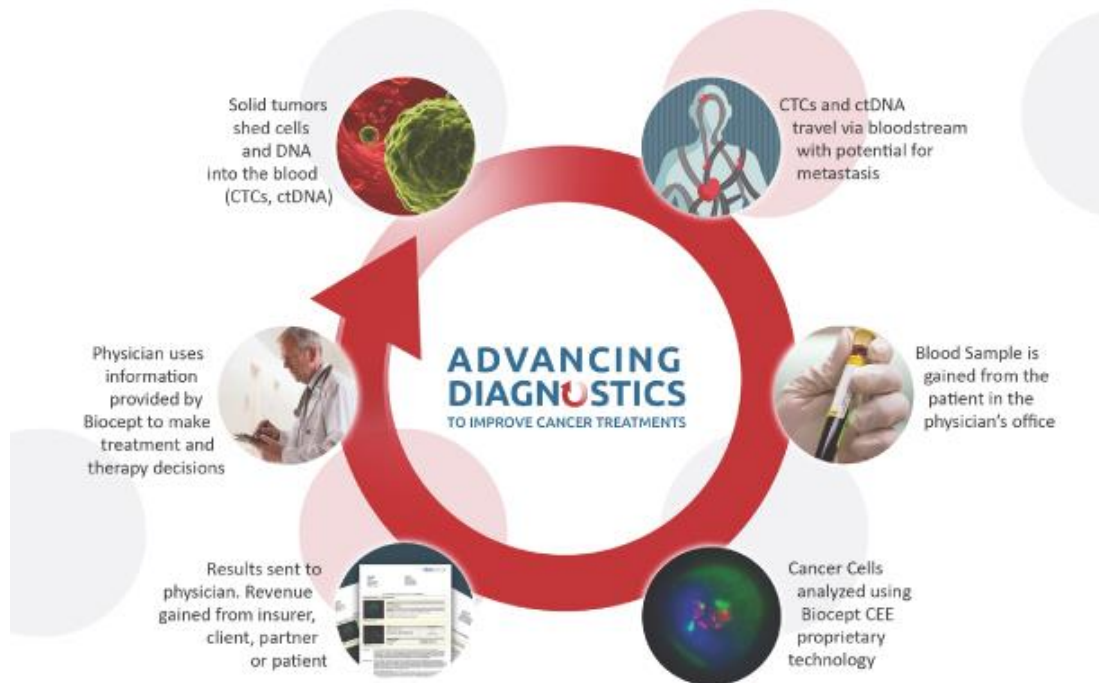 Solid tumors
shed cells
and DNA
into the blood
(CTCs, ctDNA)
CTCs and ctDNA
travel via bloodstream
with potential for
metastasis
Blood Sample is
gained from the
patient in the
physician's office
Cancer Cells
analyzed using
Biocept CEE
proprietary
technology
Results sent to
physician. Revenue
gained from insurer,
client, partner
or patient
Physician uses
information
provided by
Biocept to make
treatment and
therapy decisions
ADVANCING
DIAGNOSTICS
TO IMPROVE CANCER TREATMENTS